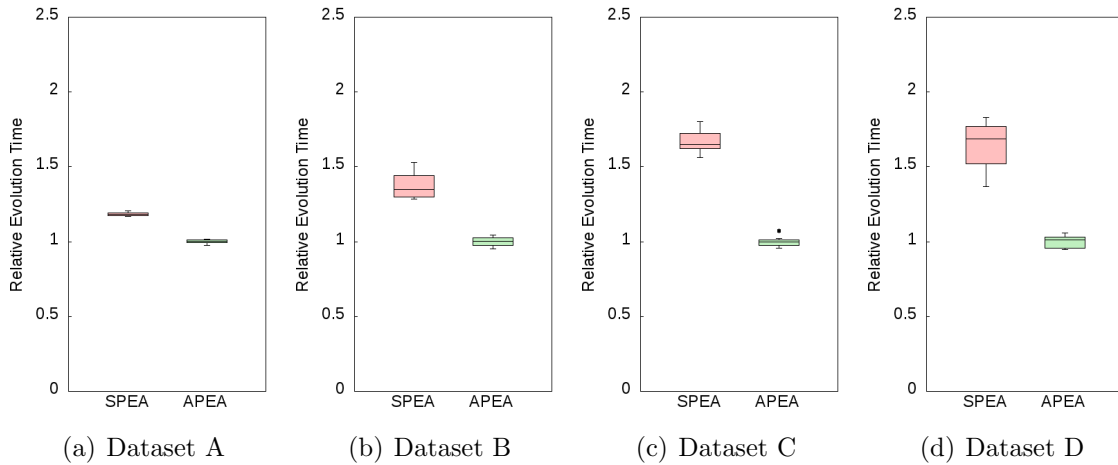 2.5
2
1.5
1
0.5
0
Relative Evolution Time
SPEA APEA
(a) Dataset A
2.5
2
1.5
1
0.5
0
Relative Evolution Time
SPEA APEA
(b) Dataset B
2.5
2
1.5
1
0.5
0
Relative Evolution Time
SPEA APEA
(c) Dataset C
2.5
2
1.5
1
0.5
0
Relative Evolution Time
SPEA APEA
(d) Dataset D